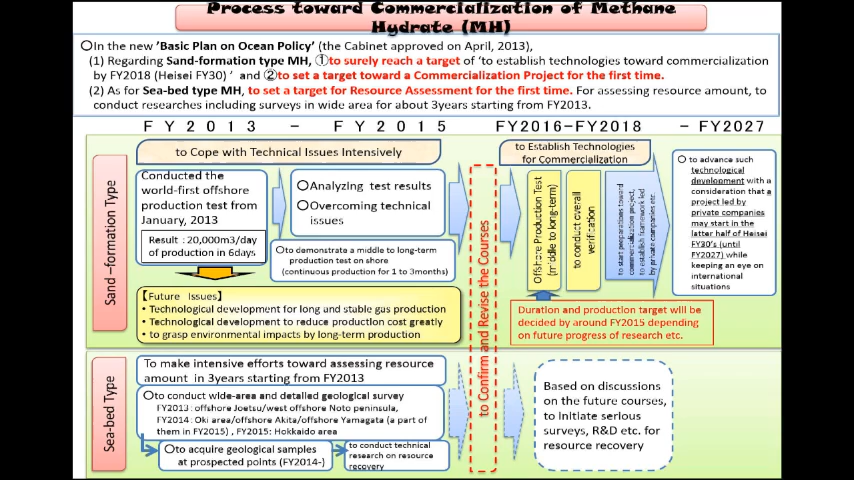 Process toward Commercialization of Methane
Hydrate (MH)
○In the new 'Basic Plan on Ocean Policy' (the Cabinet approved on April, 2013),
(1) Regarding Sand-formation type MH, ①to surely reach a target of 'to establish technologies toward commercialization
by FY2018 (Heisei FY30) ' and ②to set a target toward a Commercialization Project for the first time.
(2) As for Sea-bed type MH, to set a target for Resource Assessment for the first time. For assessing resource amount, to
conduct researches including surveys in wide area for about 3years starting from FY2013.
FY2013 – FY2015
FY2016–FY2018
– FY2027
Sand –formation Type
to Cope with Technical Issues Intensively
Conducted the
world-first offshore
production test from
January, 2013
Result : 20,000m3/day
of production in 6days
○Analyzing test results
○Overcoming technical
issues
○to demonstrate a middle to long-term
production test on shore
(continuous production for 1 to 3months)
【Future Issues】
• Technological development for long and stable gas production
• Technological development to reduce production cost greatly
• to grasp environmental impacts by long-term production
to Confirm and Revise the Courses
to Establish Technologies
for Commercialization
Offshore Production Test
(middle to long-term)
to conduct overall
verification
to start preparations toward
commercialization project,
to establish framework led
by private companies etc.
Duration and production target will be
decided by around FY2015 depending
on future progress of research etc.
○ to advance such
technological
development with a
consideration that a
project led by
private companies
may start in the
latter half of Heisei
FY30's (until
FY2027) while
keeping an eye on
international
situations
Sea-bed Type
To make intensive efforts toward assessing resource
amount in 3years starting from FY2013
○to conduct wide-area and detailed geological survey
FY2013: offshore Joetsu/west offshore Noto peninsula,
FY2014: Oki area/offshore Akita/offshore Yamagata (a part of
them in FY2015) , FY2015: Hokkaido area
○to acquire geological samples
at prospected points (FY2014-)
to conduct technical
research on resource
recovery
Based on discussions
on the future courses,
to initiate serious
surveys, R&D etc. for
resource recovery